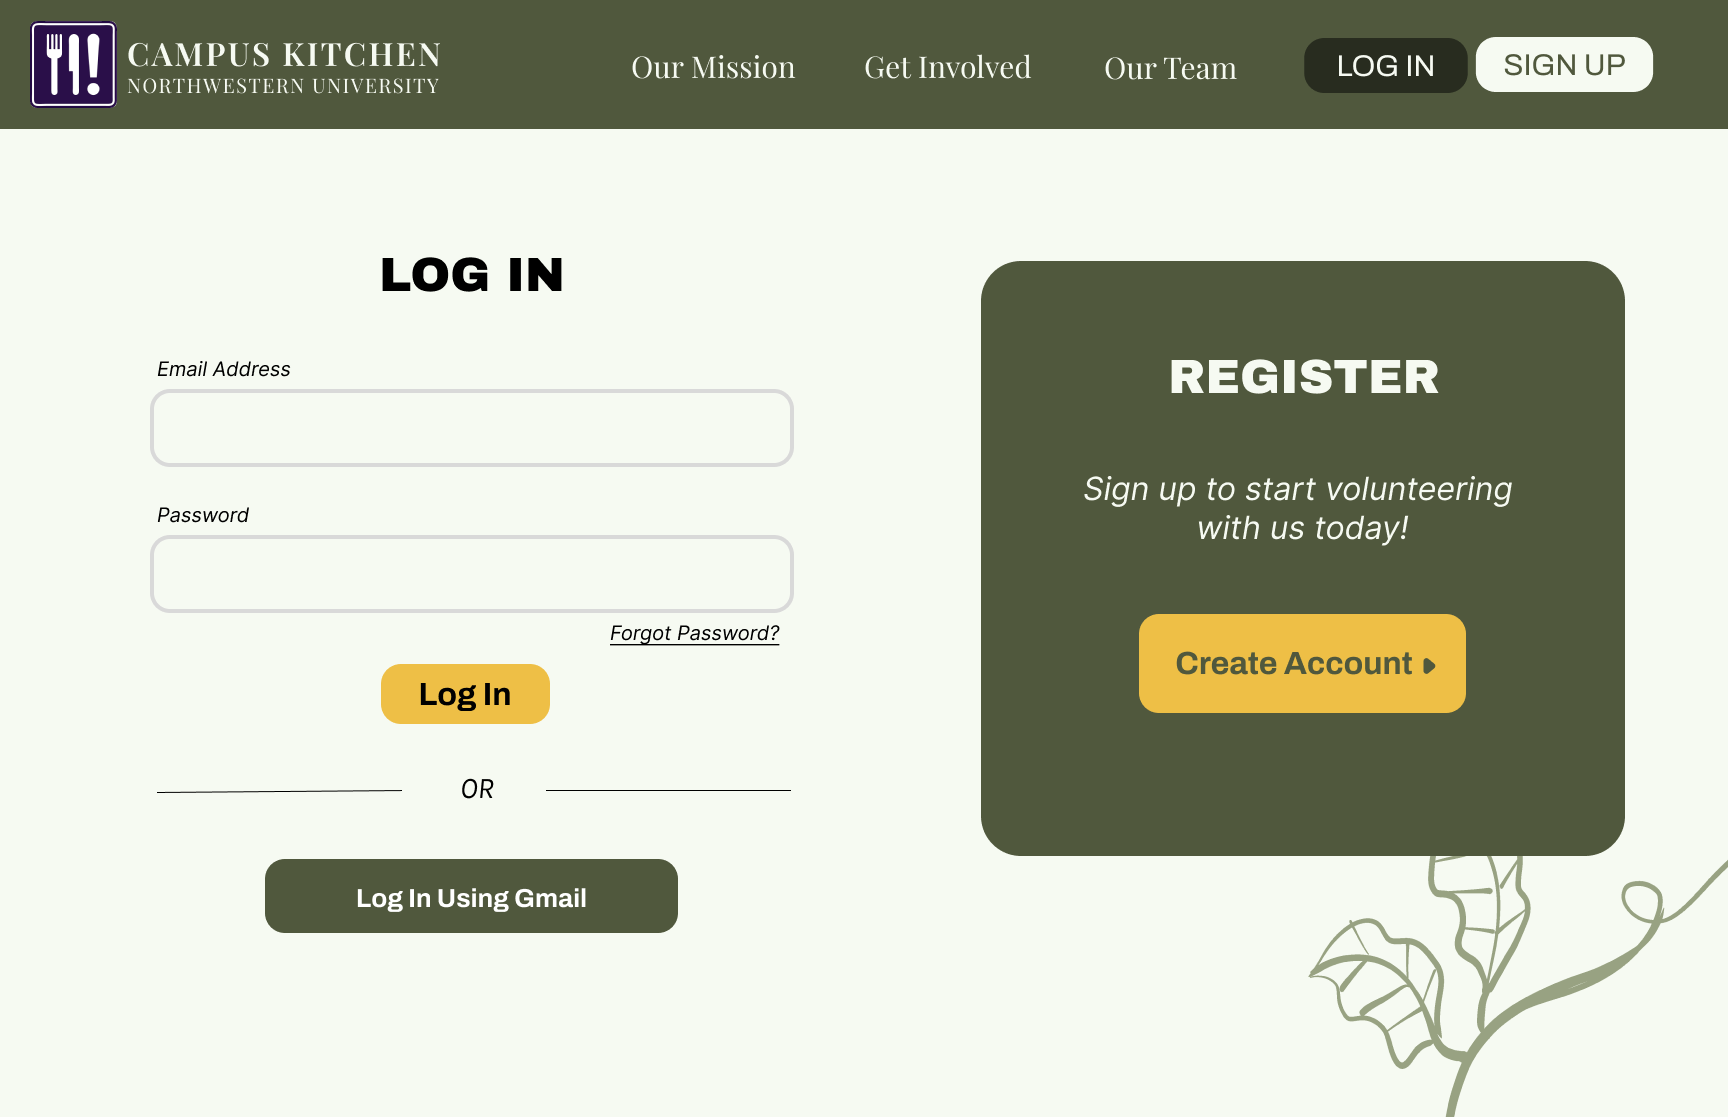 CAMPUS KITCHEN
NORTHWESTERN UNIVERSITY
Our Mission
Get Involved
Our Team
LOG IN
SIGN UP
LOG IN
Email Address
Password
Forgot Password?
Log In
OR
Log In Using Gmail
REGISTER
Sign up to start volunteering
with us today!
Create Account